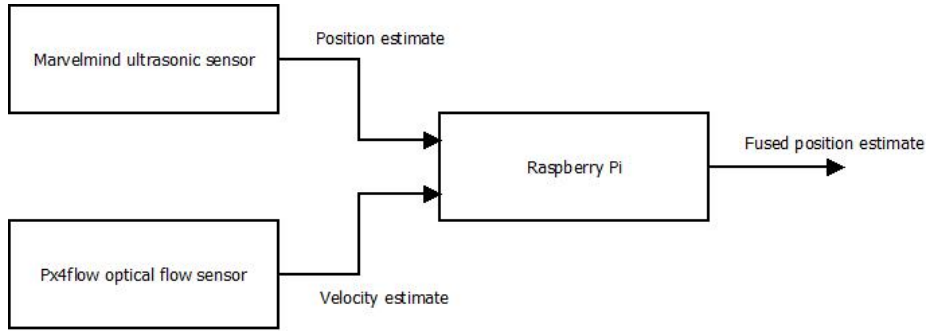 Marvelmind ultrasonic sensor
Position estimate
Raspberry Pi
Fused position estimate
Px4flow optical flow sensor
Velocity estimate